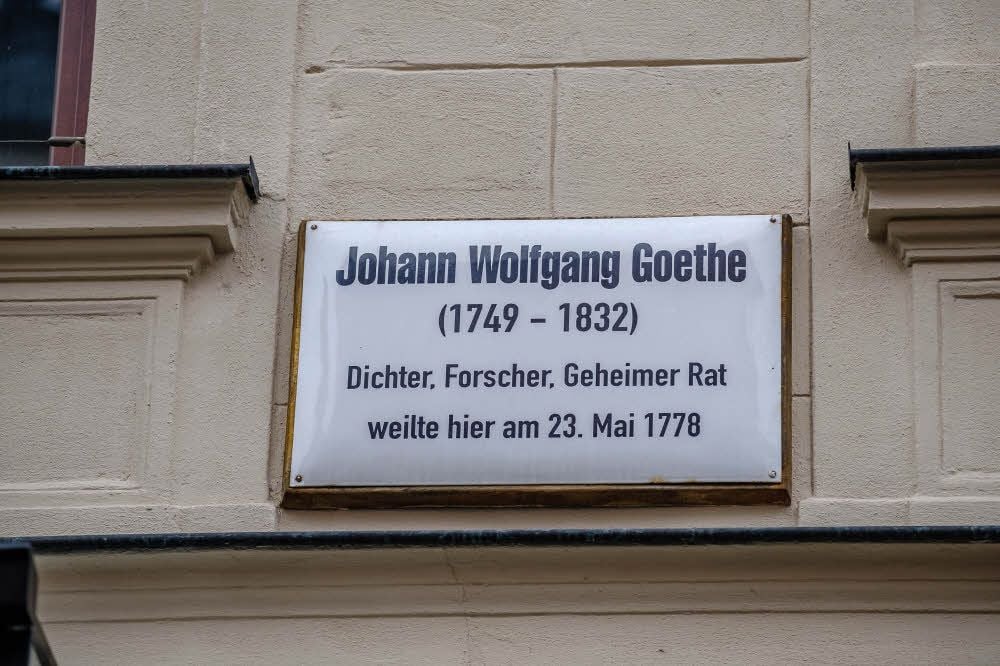 Johann Wolfgang Goethe
(1749 – 1832)
Dichter, Forscher, Geheimer Rat
weilte hier am 23. Mai 1778